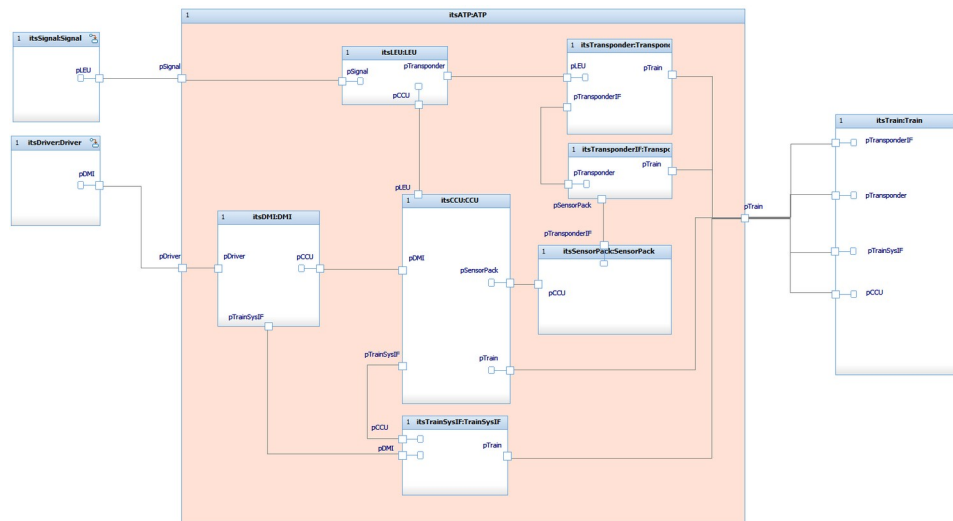 1 itsATP:ATP
1 itsSignal:Signal
pLEU
pSignal
1 itsLEU:LEU
pTransponder
pSignal
pCCU
1 itsTransponder:Transpond
pLEU
pTrain
pTransponderIF
1 itsTrain:Train
pTransponderIF
pTransponder
pTrainSysIF
pCCU
1 itsDriver:Driver
pDMI
1 itsTransponderIF:Transpo
pTrain
pTransponder
pSensorPack
pLEU
1 itsCCU:CCU
pDMI
pSensorPack
pTrainSysIF
pTrain
pTrain
1 itsDMI:DMI
pDriver
pDriver
pCCU
pTrainSysIF
pTransponderIF
1 itsSensorPack:SensorPack
pCCU
1 itsTrainSysIF:TrainSysIF
pCCU
pDMI
pTrain